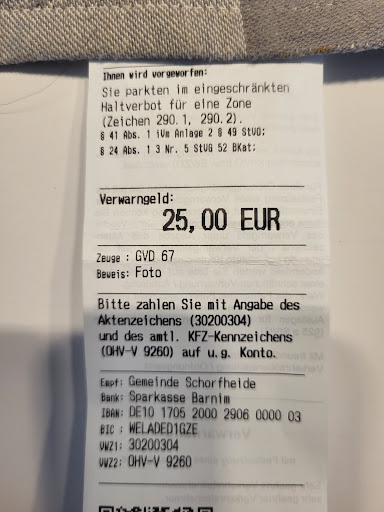 Ihnen wird vorgeworfen:
Sie parkten im eingeschränkten
Haltverbot für eine Zone
(Zeichen 290.1, 290.2).
§ 41 Abs. 1 iVm Anlage 2 § 49 StVO;
§ 24 Abs. 1 3 Nr. 5 StVG 52 BKat;
Verwarngeld:
25,00 EUR
Zeuge : GVD 67
Beweis: Foto
Bitte zahlen Sie mit Angabe des
Aktenzeichens (30200304)
und des amtl. KFZ-Kennzeichens
(OHV-V 9260) auf u.g. Konto.
Empf: Gemeinde Schorfheide
Bank: Sparkasse Barnim
IBAN: DE10 1705 2000 2906 0000 03
BIC : WELADED1GZE
VWZ1: 30200304
VWZ2: OHV-V 9260